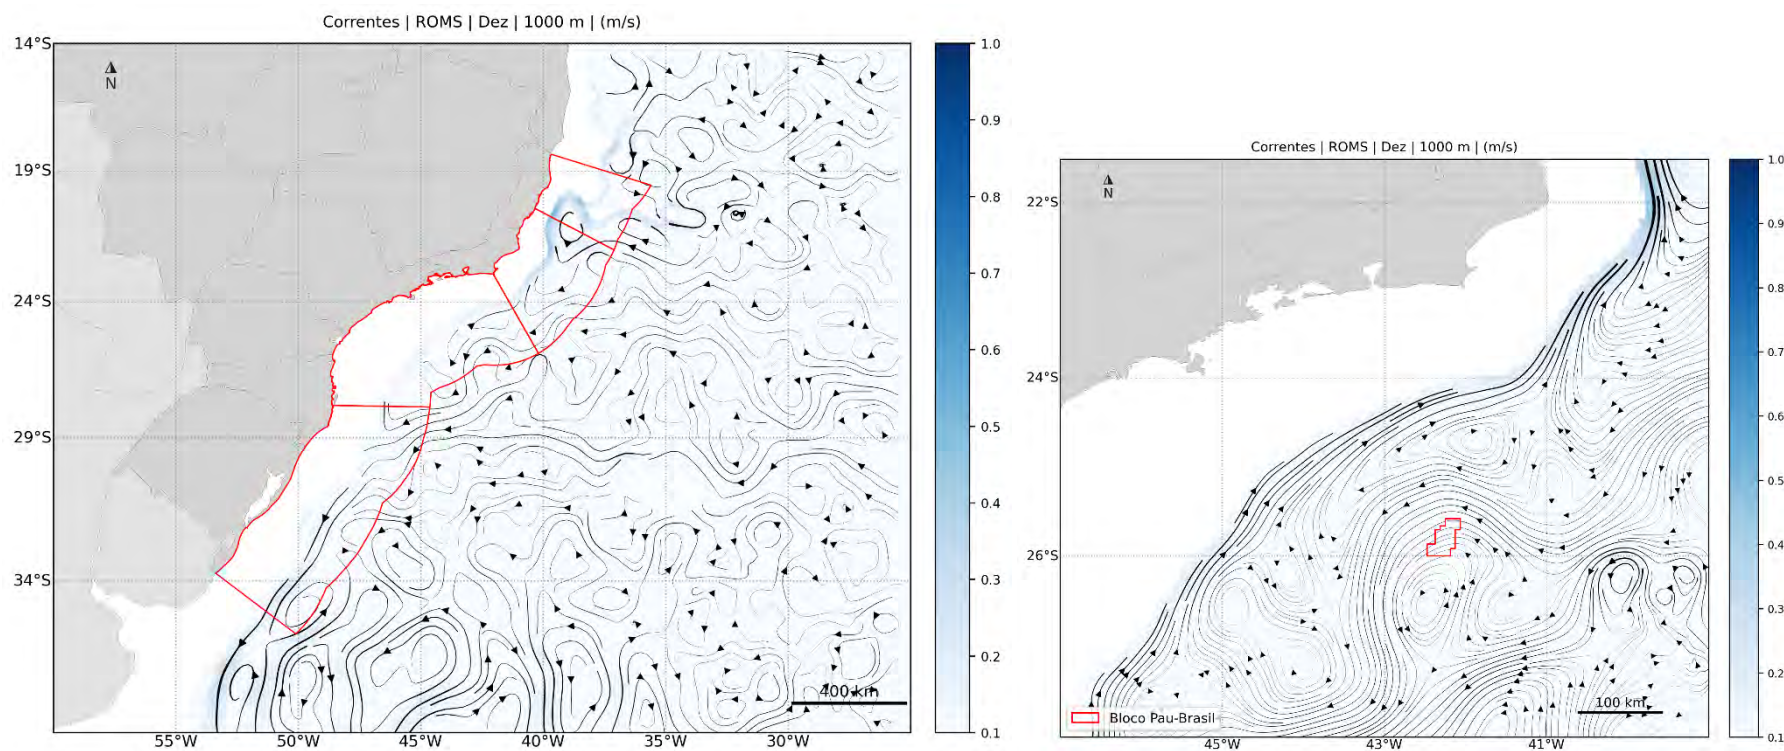 Correntes | ROMS | Dez | 1000 m | (m/s)
14°S
19°S
24°S
29°S
34°S
N
55°W
50°W
45°W
40°W
35°W
30°W
400 km
1.0
0.9
0.8
0.7
0.6
0.5
0.4
0.3
0.2
0.1
Correntes | ROMS | Dez | 1000 m | (m/s)
22°S
24°S
26°S
N
45°W
43°W
41°W
Bloco Pau-Brasil
100 km
1.0
0.9
0.8
0.7
0.6
0.5
0.4
0.3
0.2
0.1